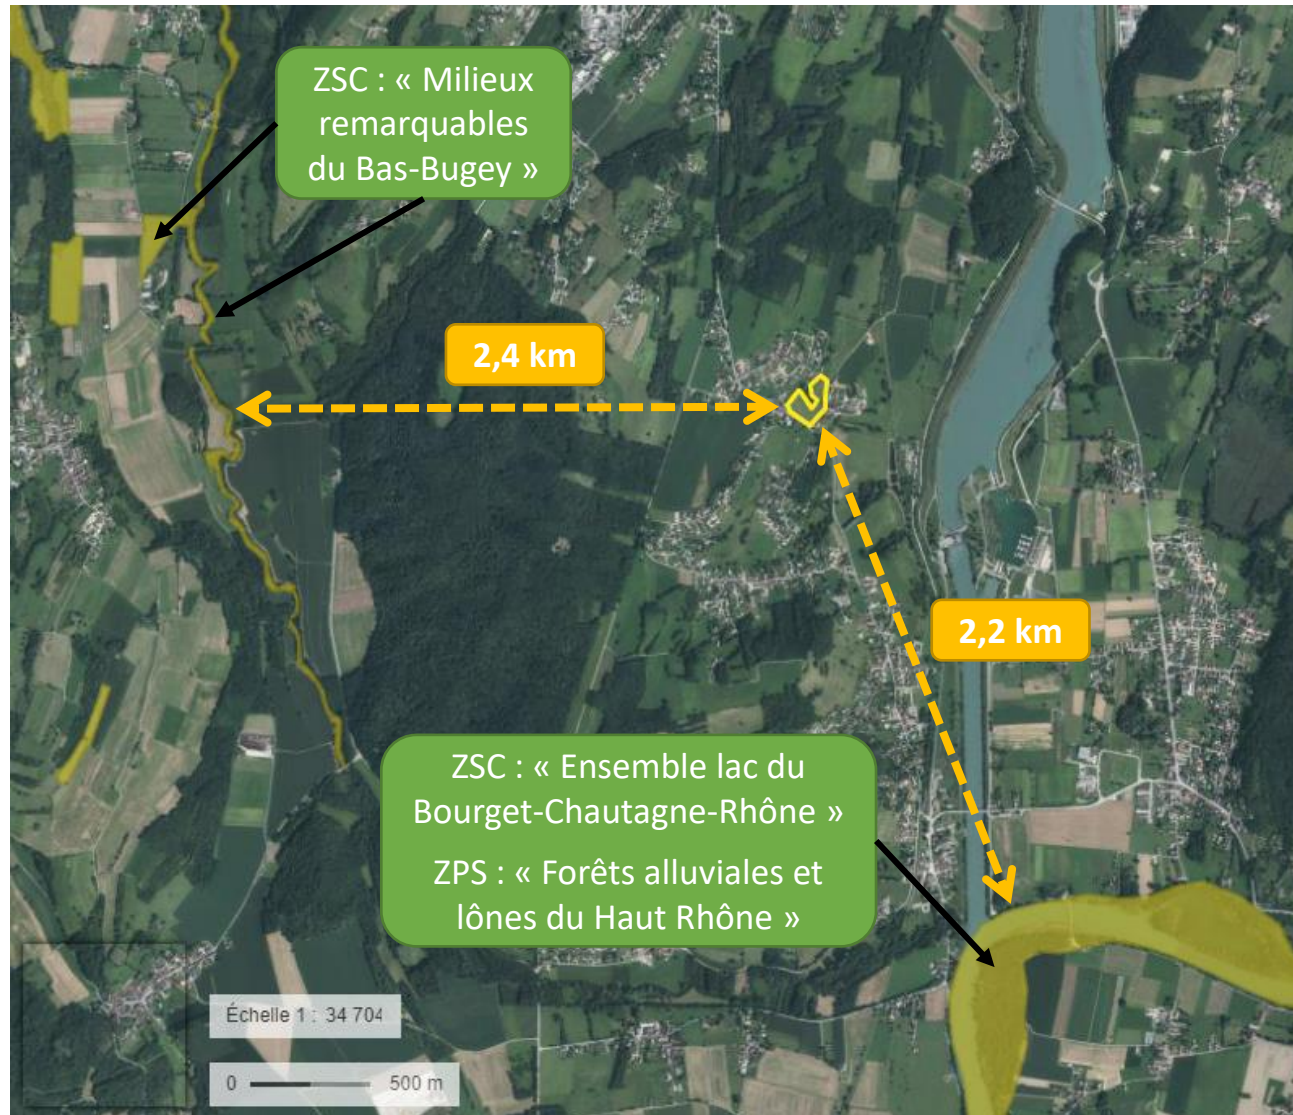 ZSC : « Milieux
remarquables
du Bas-Bugey »
2,4 km
2,2 km
ZSC : « Ensemble lac du
Bourget-Chautagne-Rhône »
ZPS : « Forêts alluviales et
lônes du Haut Rhône »
Échelle 1 : 34 704
0 500 m